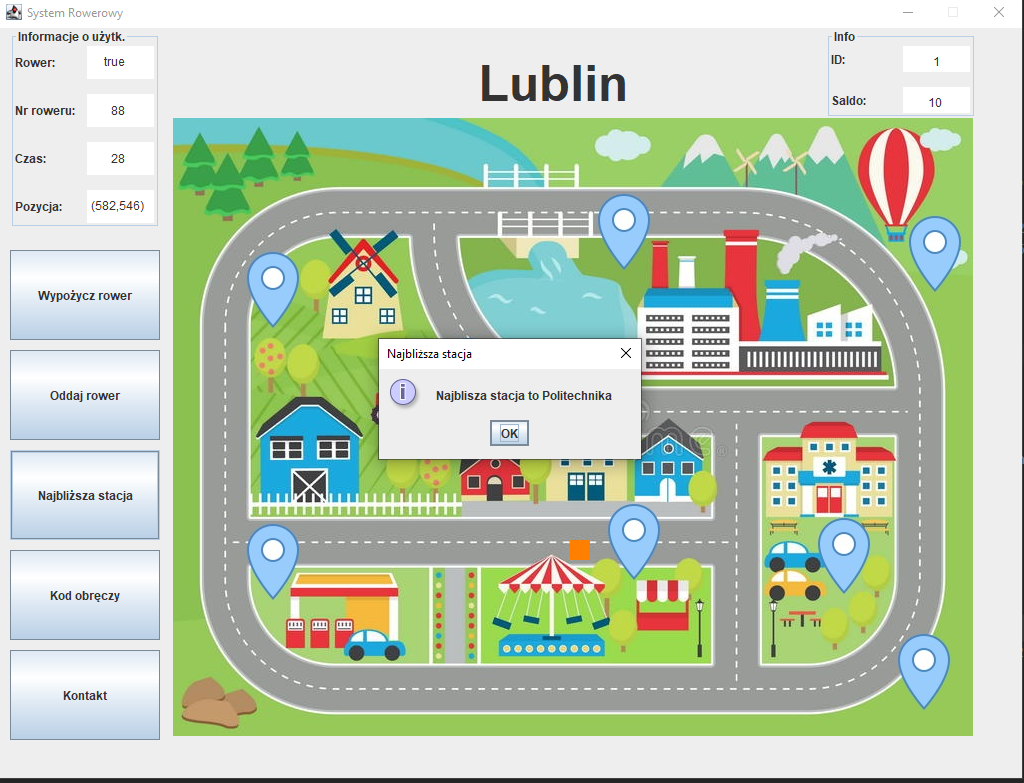 System Rowerowy
Informacje o użytk.
Rower: true
Nr roweru: 88
Czas: 28
Pozycja: (582,546)
Lublin
Info
ID: 1
Saldo: 10
Wypożycz rower
Oddaj rower
Najbliższa stacja
Kod obręczy
Kontakt
Najbliższa stacja
Najblisza stacja to Politechnika
OK